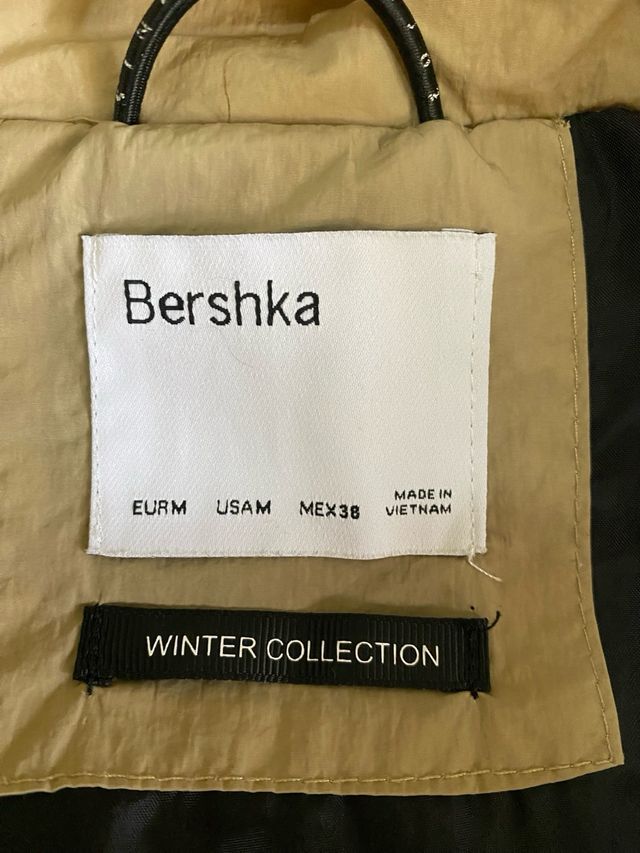 Bershka
EURM USAM MEX38 MADE IN VIETNAM
WINTER COLLECTION